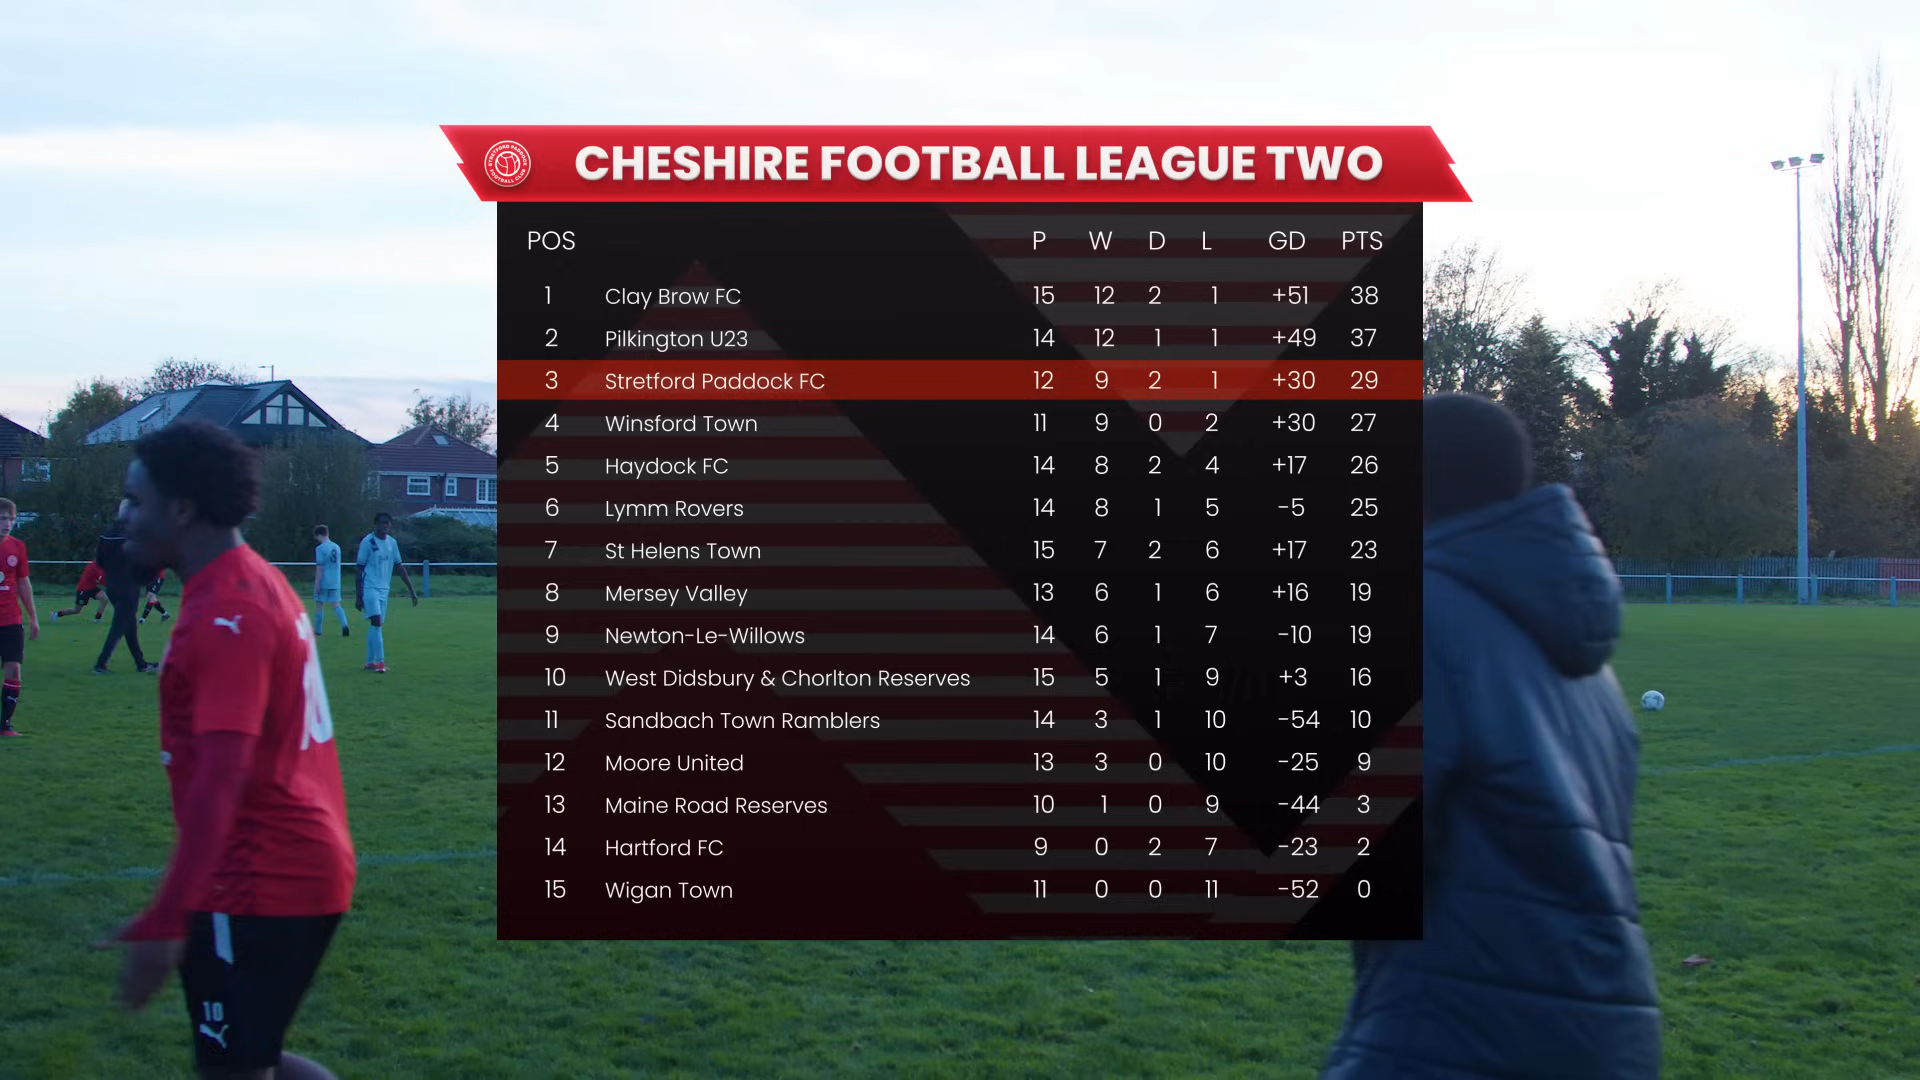 STRETFORD PADDOCK
FOOTBALL CLUB
CHESHIRE FOOTBALL LEAGUE TWO
POS P W D L GD PTS
1 Clay Brow FC 15 12 2 1 +51 38
2 Pilkington U23 14 12 1 1 +49 37
3 Stretford Paddock FC 12 9 2 1 +30 29
4 Winsford Town 11 9 0 2 +30 27
5 Haydock FC 14 8 2 4 +17 26
6 Lymm Rovers 14 8 1 5 -5 25
7 St Helens Town 15 7 2 6 +17 23
8 Mersey Valley 13 6 1 6 +16 19
9 Newton-Le-Willows 14 6 1 7 -10 19
10 West Didsbury & Chorlton Reserves 15 5 1 9 +3 16
11 Sandbach Town Ramblers 14 3 1 10 -54 10
12 Moore United 13 3 0 10 -25 9
13 Maine Road Reserves 10 1 0 9 -44 3
14 Hartford FC 9 0 2 7 -23 2
15 Wigan Town 11 0 0 11 -52 0
10
10